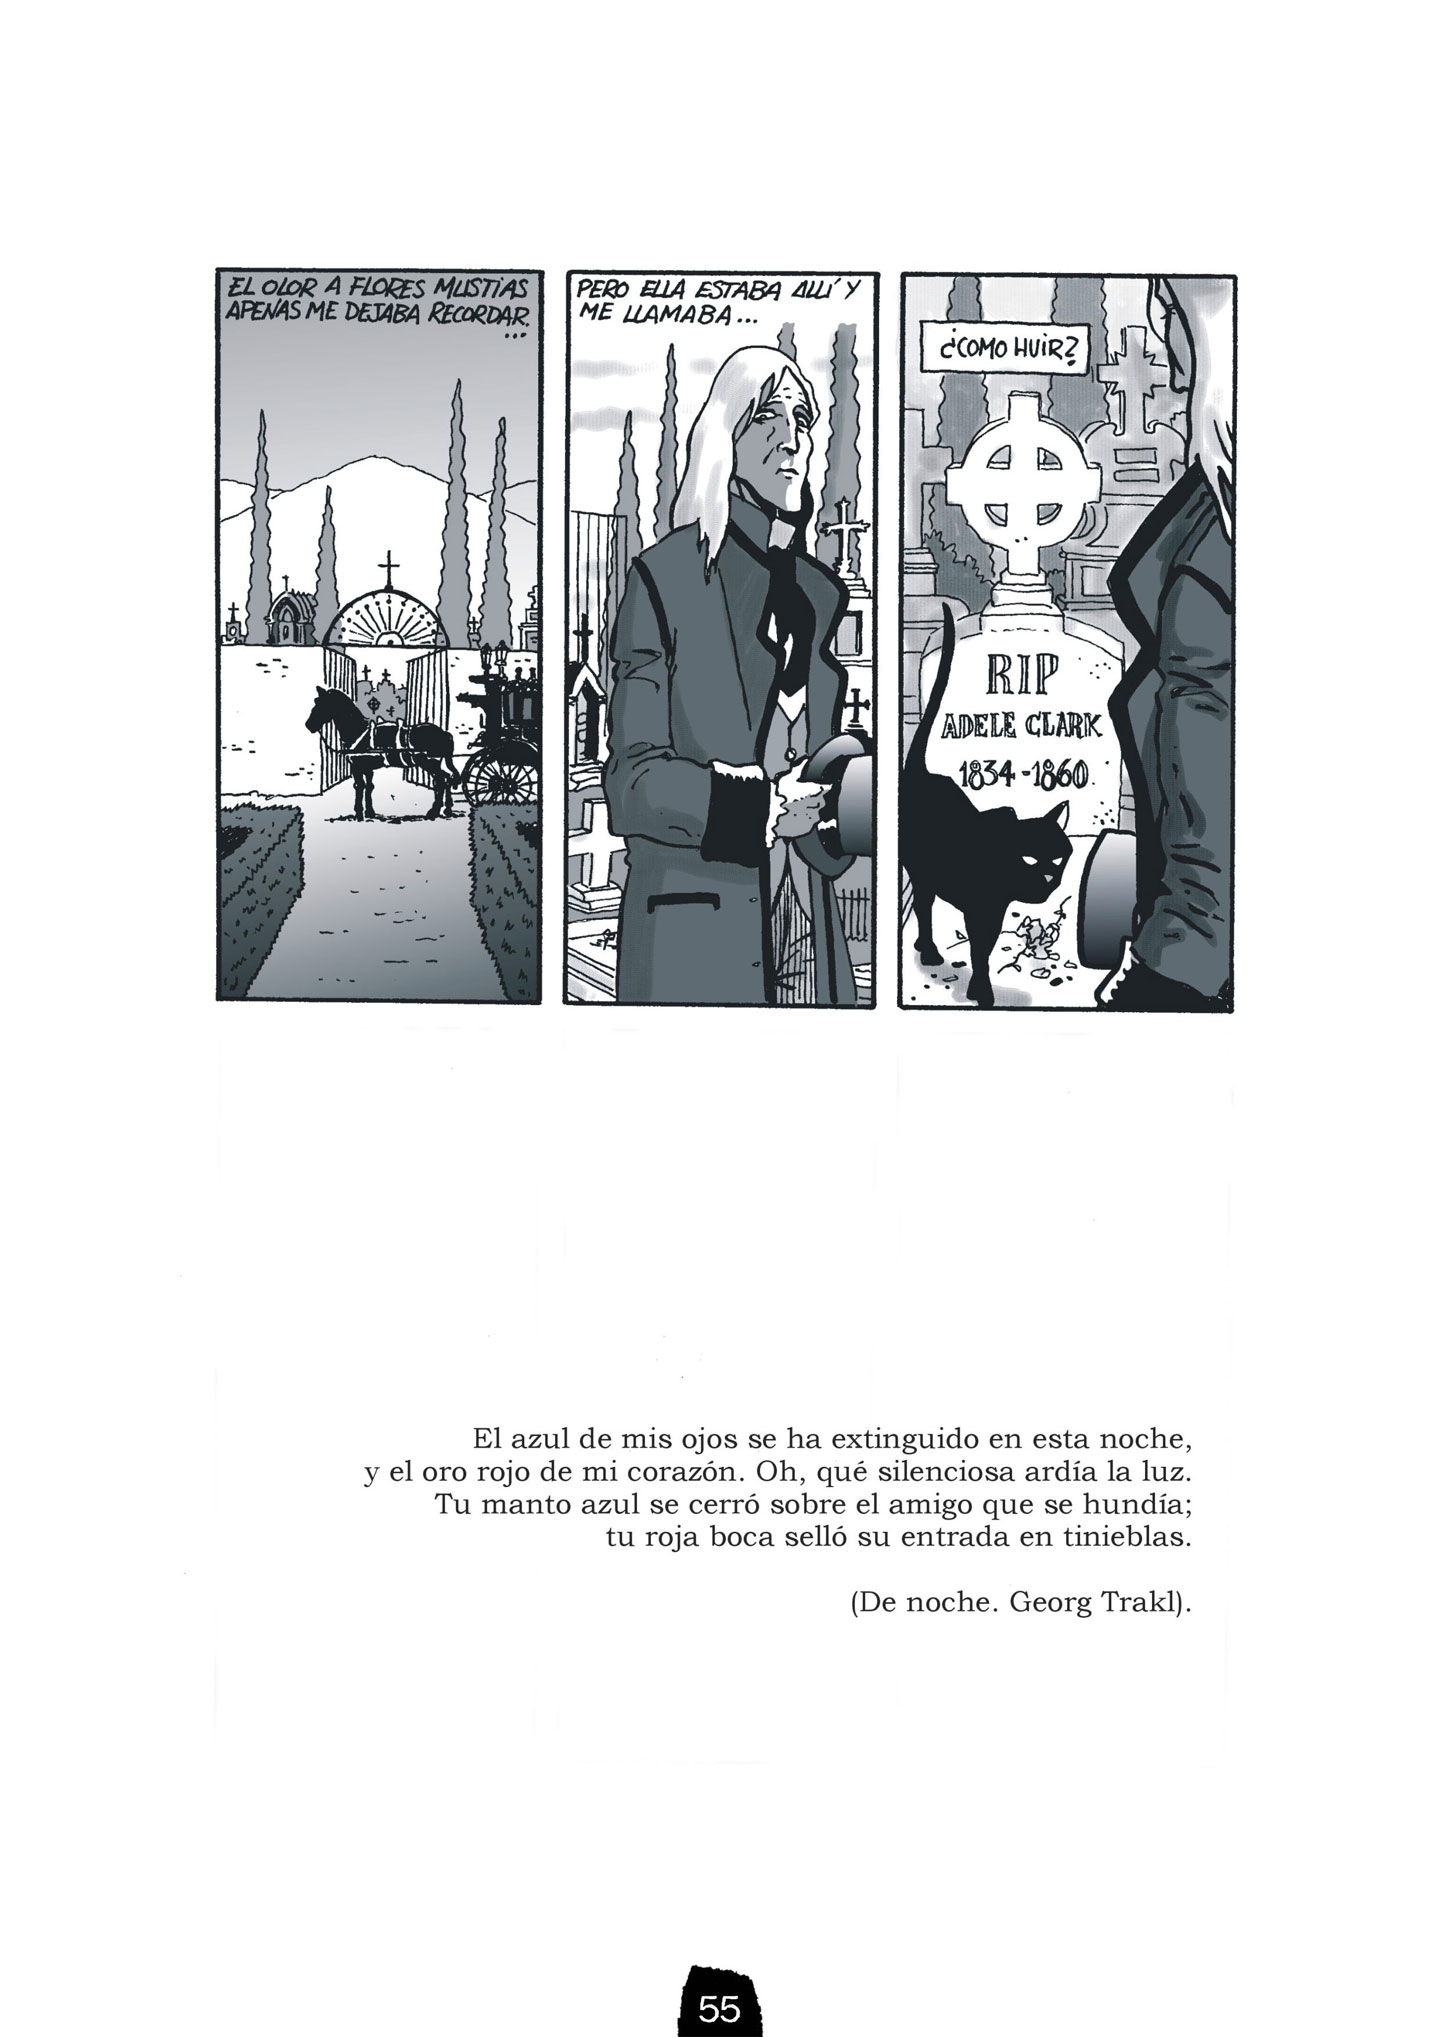 EL OLOR A FLORES MUSTIAS
APENAS ME DEJABA RECORDAR.
...
PERO ELLA ESTABA ALLÍ Y
ME LLAMABA...
¿COMO HUIR?
RIP
ADELE CLARK
1834-1860
El azul de mis ojos se ha extinguido en esta noche,
y el oro rojo de mi corazón. Oh, qué silenciosa ardía la luz.
Tu manto azul se cerró sobre el amigo que se hundía;
tu roja boca selló su entrada en tinieblas.
(De noche. Georg Trakl).
55